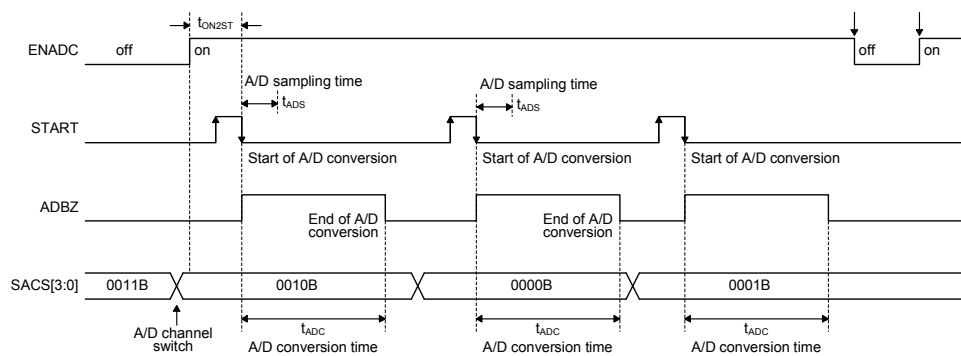 tON2ST
ENADC off on off on
A/D sampling time A/D sampling time
tADS tADS
START
Start of A/D conversion Start of A/D conversion Start of A/D conversion
ADBZ
End of A/D conversion End of A/D conversion
SACS[3:0] 0011B 0010B 0000B 0001B
A/D channel switch
tADC tADC tADC
A/D conversion time A/D conversion time A/D conversion time